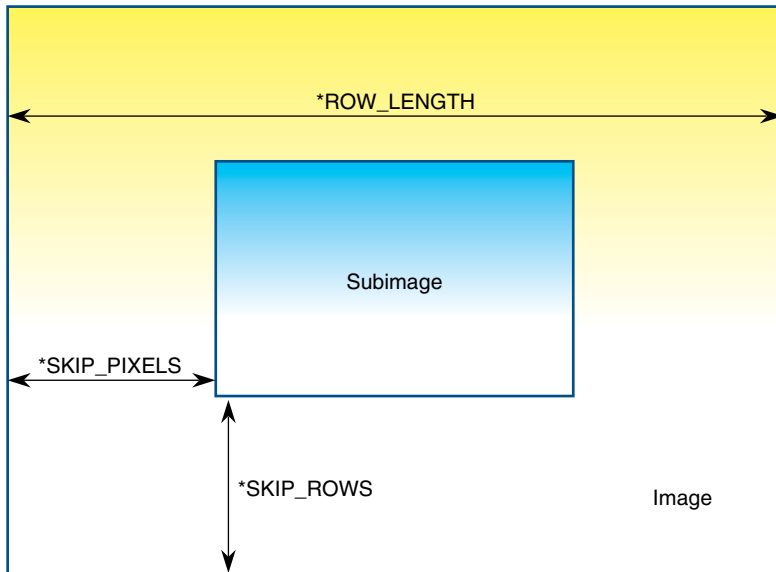 *ROW_LENGTH
Subimage
*SKIP_PIXELS
*SKIP_ROWS
Image